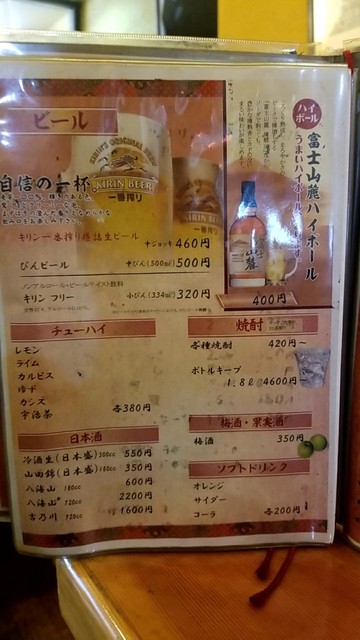 ビール
KIRIN'S ORIGINAL BREW
KIRIN BEER
一番搾り
自信の一杯
キリン一番搾り樽詰生ビール
中ジョッキ 460円
びんビール 中びん(500ml) 500円
ノンアルコール・ビールテイスト飲料
キリン フリー 小びん(334ml) 320円
ハイボール
富士山麓ハイボール
うまいハイボール
山麓
400円
チューハイ
レモン
ライム
カルピス
ゆず
カシス
宇治茶 各380円
日本酒
冷酒生(日本盛)300cc 550円
山田錦(日本盛)180cc 350円
八海山 180cc 600円
八海山 720cc 2200円
吉乃川 720cc 1600円
焼酎
各種焼酎 420円~
ボトルキープ
1.8ℓ 4600円
梅酒・果実酒
梅酒 350円
ソフトドリンク
オレンジ
サイダー
コーラ 各200円